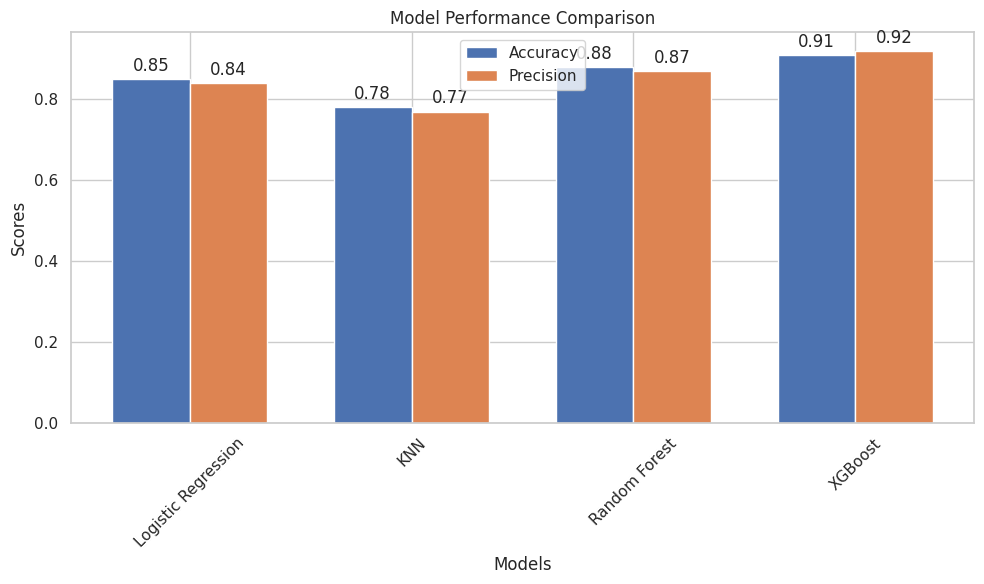 Model Performance Comparison
Accuracy
Precision
0.85
0.84
0.78
0.77
0.88
0.87
0.91
0.92
Scores
0.8
0.6
0.4
0.2
0.0
Logistic Regression
KNN
Random Forest
XGBoost
Models